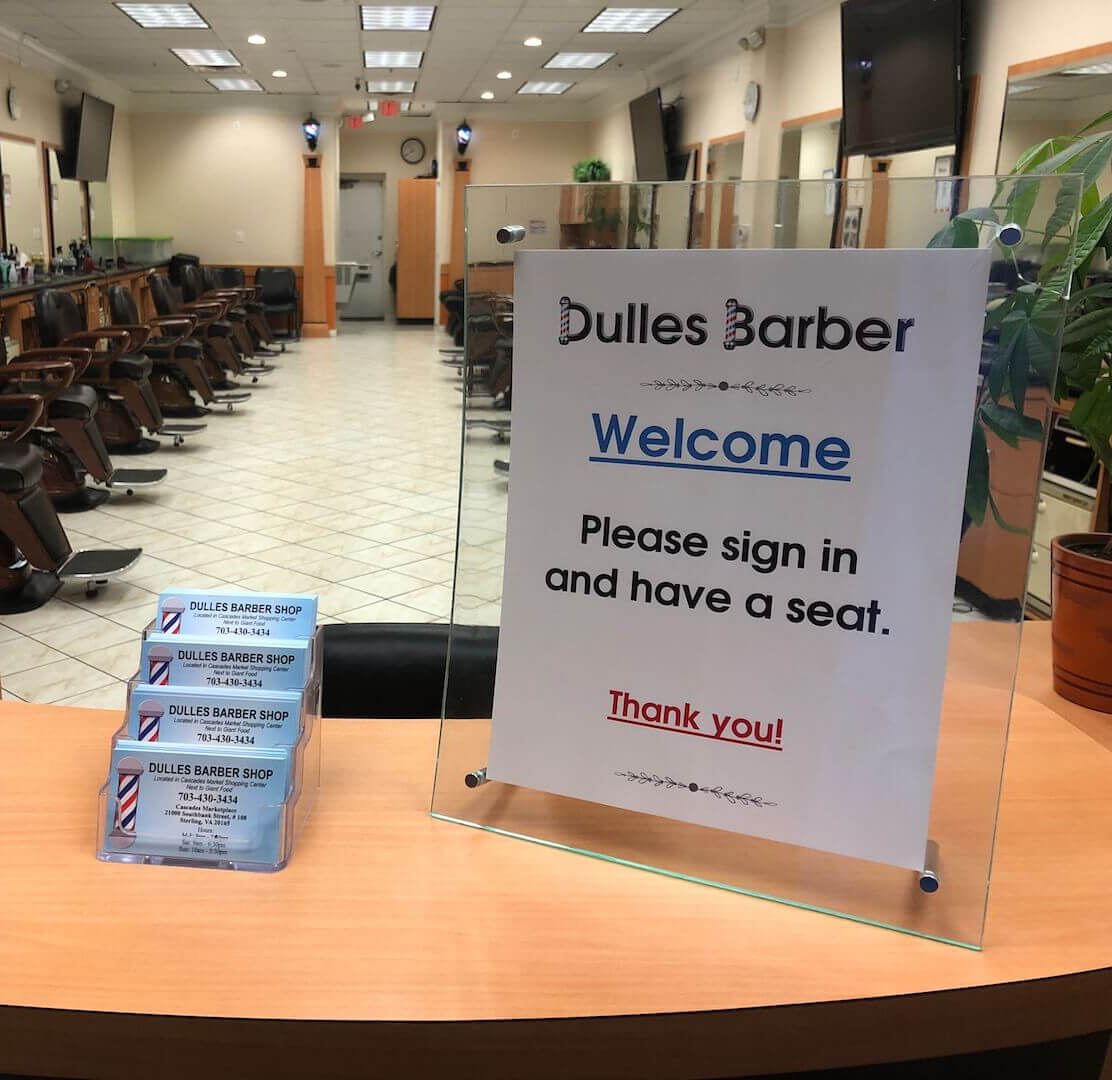 Dulles Barber
Welcome
Please sign in
and have a seat.
Thank you!
DULLES BARBER SHOP
Located in Cascades Market Shopping Center
Next to Giant Food
703-430-3434
DULLES BARBER SHOP
Located in Cascades Market Shopping Center
Next to Giant Food
703-430-3434
DULLES BARBER SHOP
Located in Cascades Market Shopping Center
Next to Giant Food
703-430-3434
DULLES BARBER SHOP
Located in Cascades Market Shopping Center
Next to Giant Food
703-430-3434
Cascades Marketplace
21000 Southbank Street, # 108
Sterling, VA 20165
Hours: